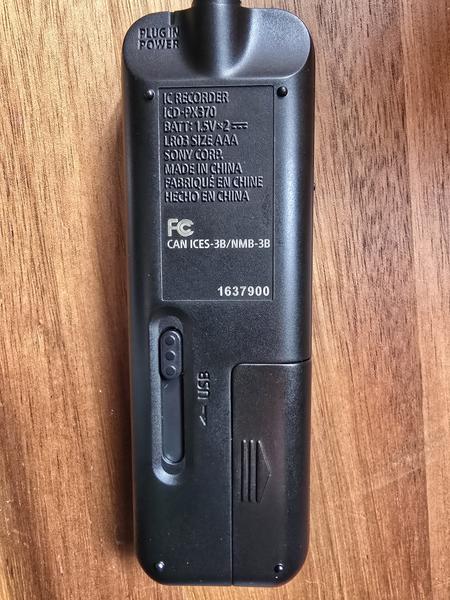 PLUG IN
POWER
IC RECORDER
ICD-PX370
BATT: 1.5V×2⎓
LR03 SIZE AAA
SONY CORP.
MADE IN CHINA
FABRIQUÉ EN CHINE
HECHO EN CHINA
FC
CAN ICES-3B/NMB-3B
1637900
← USB